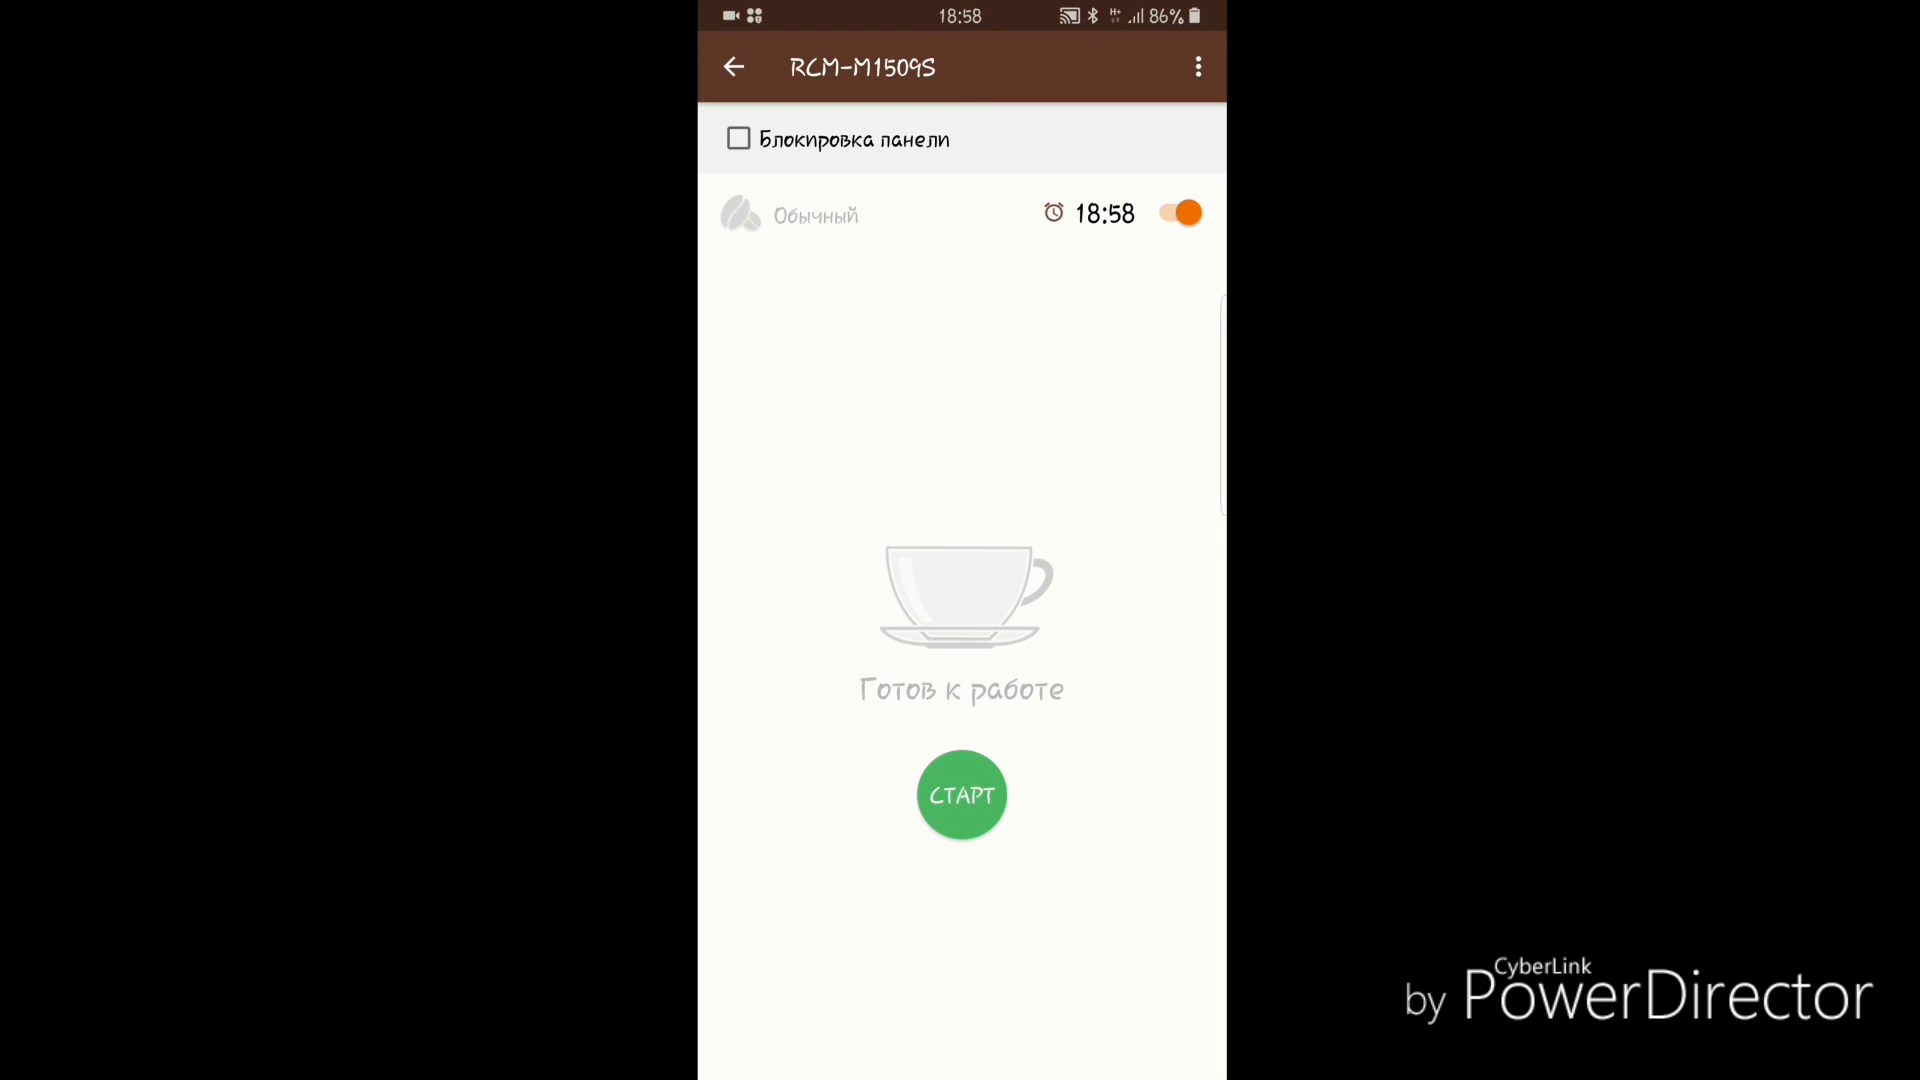 18:58
H+
86%
RCM-M1509S
Блокировка панели
Обычный
18:58
Готов к работе
СТАРТ
CyberLink
by PowerDirector